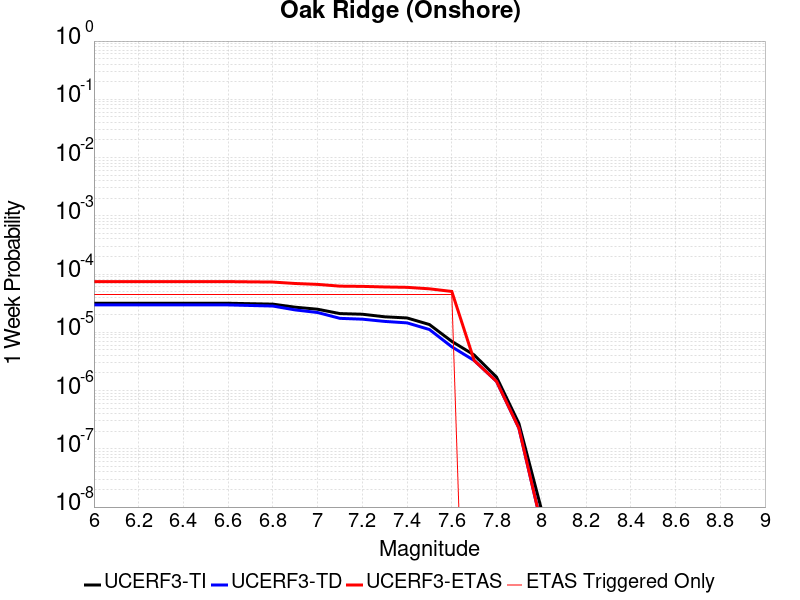 Oak Ridge (Onshore)
1 Week Probability
10^0
10^-1
10^-2
10^-3
10^-4
10^-5
10^-6
10^-7
10^-8
6 6.2 6.4 6.6 6.8 7 7.2 7.4 7.6 7.8 8 8.2 8.4 8.6 8.8 9
Magnitude
UCERF3-TI UCERF3-TD UCERF3-ETAS ETAS Triggered Only